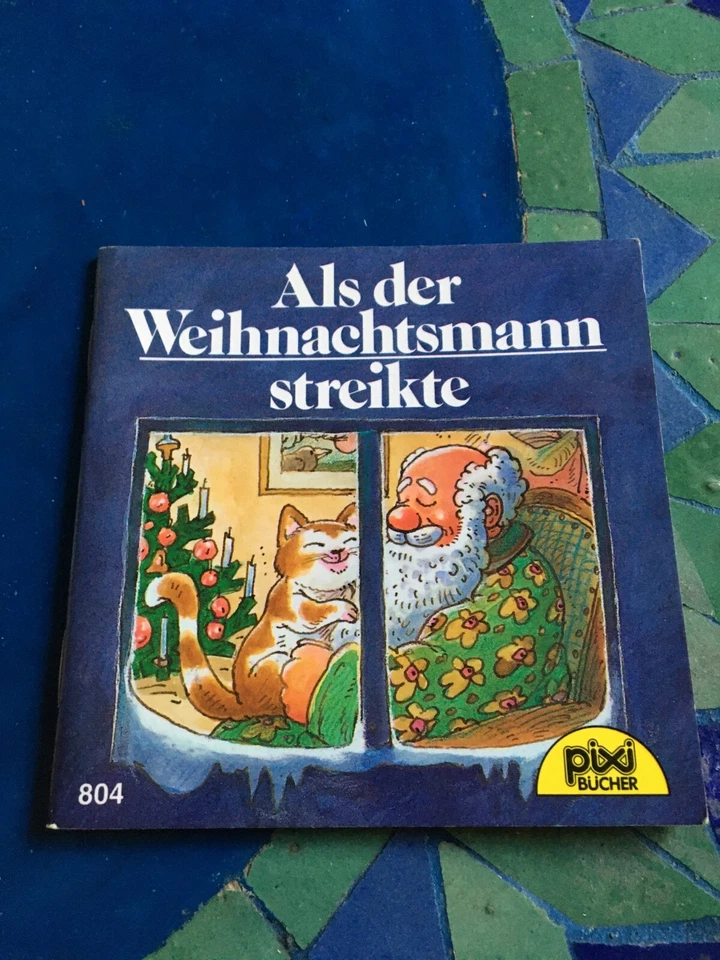 Als der
Weihnachtsmann
streikte
804
pixi
BÜCHER